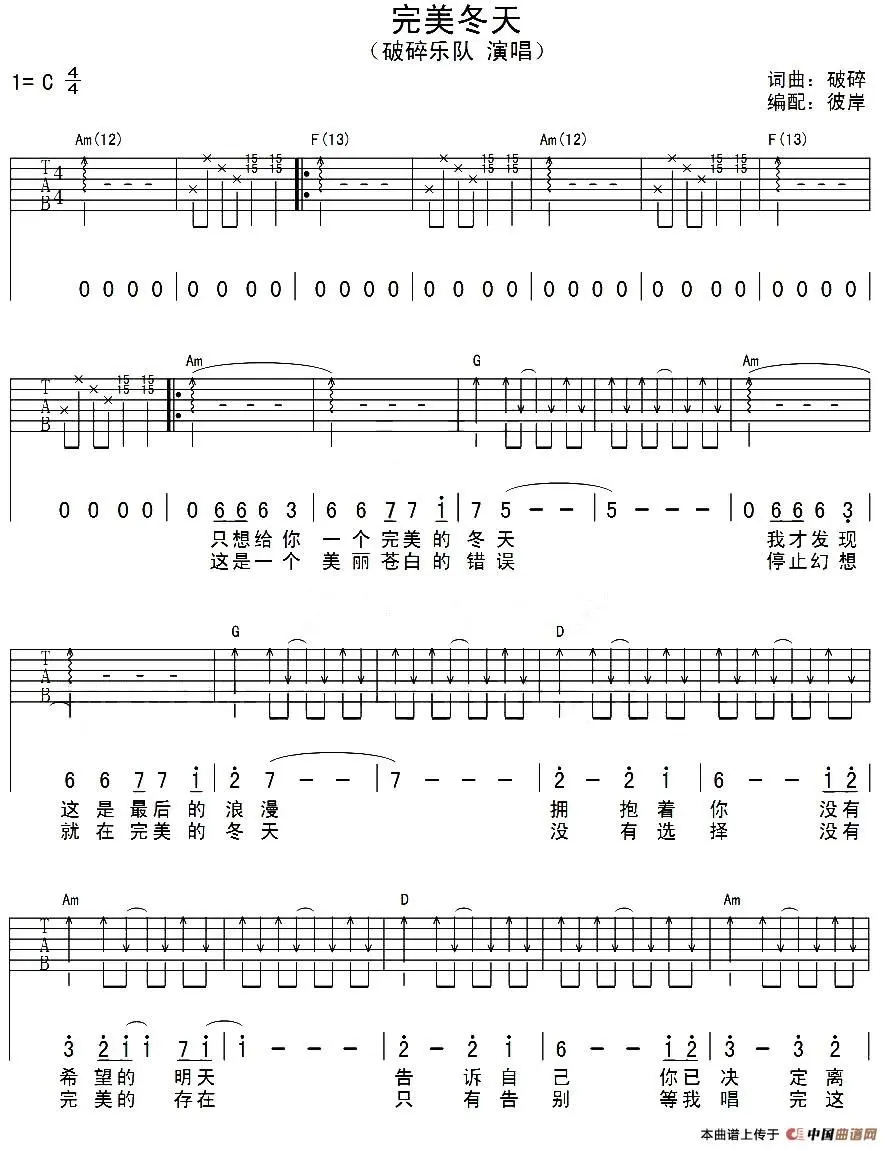 完美冬天
（破碎乐队 演唱）
1= C 4/4
词曲：破碎
编配：彼岸
Am(12) F(13) Am(12) F(13)
T A B 4 4 15 15 15 15 15 15 15 15 15 15 15 15
0 0 0 0 | 0 0 0 0 | 0 0 0 0 | 0 0 0 0 | 0 0 0 0 | 0 0 0 0 | 0 0 0 0 |
Am G Am
T A B 15 15 15 15
0 0 0 0 | 0 6 6 6 3 | 6 6 7 7 i | 7 5 - - | 5 - - - | 0 6 6 6 3
只想给你 一个完美的冬天 我才发现
这是一个 美丽苍白的错误 停止幻想
G D
T A B
6 6 7 7 i | 2 7 - - | 7 - - - | 2 - 2 i | 6 - - i 2 |
这是最后的浪漫 拥抱着你 没有
就在完美的冬天 没有选择 没有
Am D Am
T A B
3 2 i i 7 i | i - - - | 2 - 2 i | 6 - - i 2 | 3 - 3 2
希望的 明天 告诉自己 你已决定离
完美的 存在 只有告别 等我唱完这
本曲谱上传于 中国曲谱网